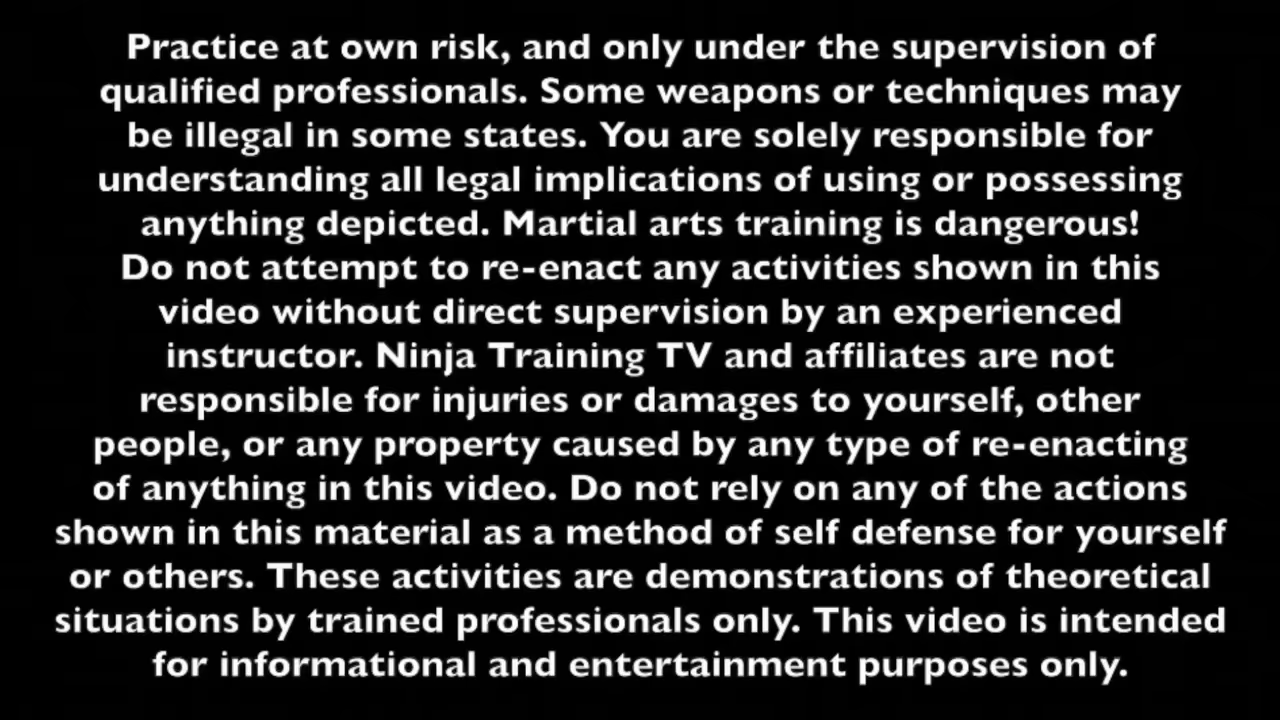 Practice at own risk, and only under the supervision of
qualified professionals. Some weapons or techniques may
be illegal in some states. You are solely responsible for
understanding all legal implications of using or possessing
anything depicted. Martial arts training is dangerous!
Do not attempt to re-enact any activities shown in this
video without direct supervision by an experienced
instructor. Ninja Training TV and affiliates are not
responsible for injuries or damages to yourself, other
people, or any property caused by any type of re-enacting
of anything in this video. Do not rely on any of the actions
shown in this material as a method of self defense for yourself
or others. These activities are demonstrations of theoretical
situations by trained professionals only. This video is intended
for informational and entertainment purposes only.